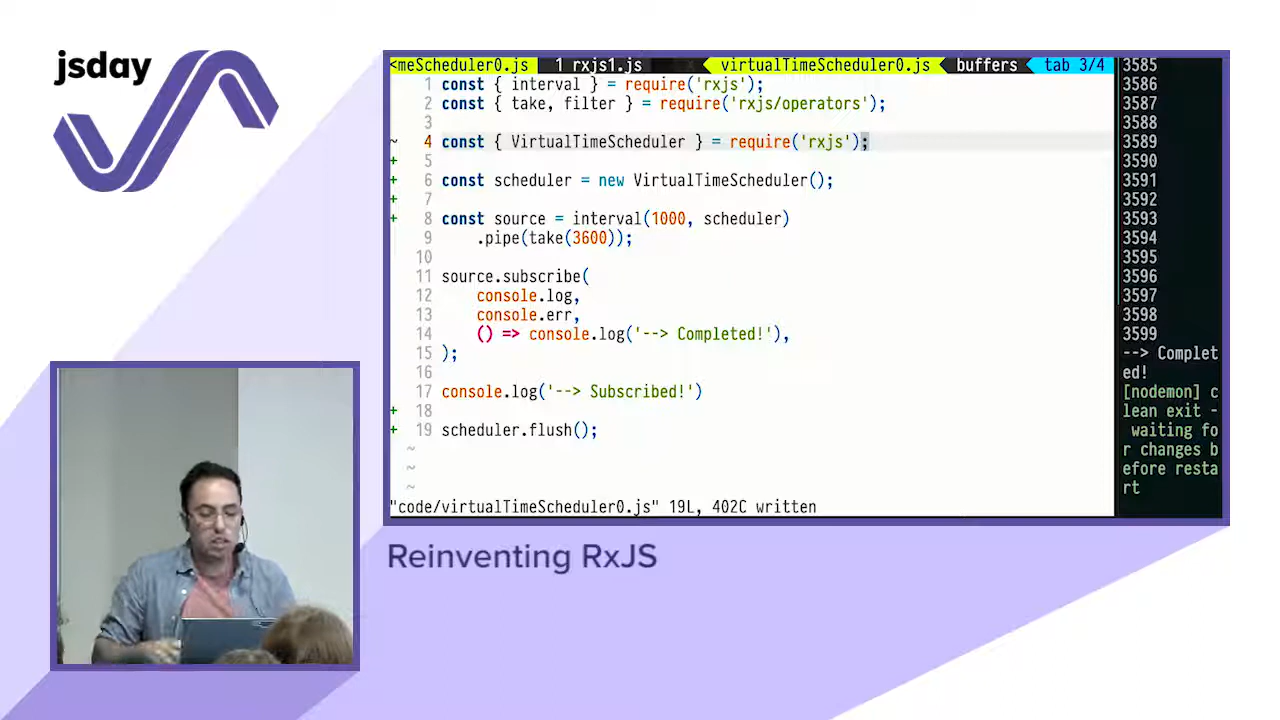 jsday
<meScheduler0.js 1 rxjs1.js × virtualTimeScheduler0.js buffers tab 3/4
1 const { interval } = require('rxjs');
2 const { take, filter } = require('rxjs/operators');
3
~ 4 const { VirtualTimeScheduler } = require('rxjs');
+ 5
+ 6 const scheduler = new VirtualTimeScheduler();
+ 7
+ 8 const source = interval(1000, scheduler)
9 .pipe(take(3600));
10
11 source.subscribe(
12 console.log,
13 console.err,
14 () => console.log('--> Completed!'),
15 );
16
17 console.log('--> Subscribed!')
+ 18
+ 19 scheduler.flush();
~
~
~
"code/virtualTimeScheduler0.js" 19L, 402C written
3585
3586
3587
3588
3589
3590
3591
3592
3593
3594
3595
3596
3597
3598
3599
--> Complet
ed!
[nodemon] c
lean exit -
waiting fo
r changes b
efore resta
rt
Reinventing RxJS